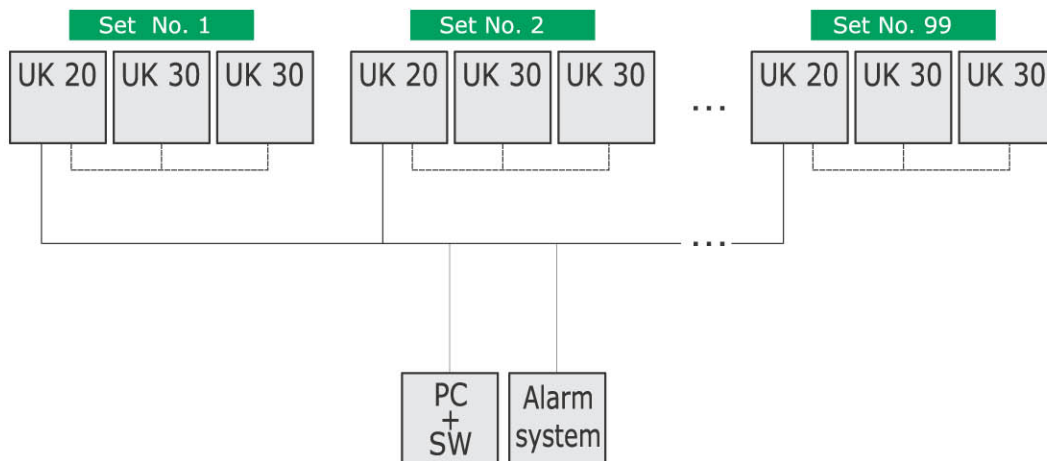 Set No. 1
Set No. 2
Set No. 99
UK 20
UK 30
UK 30
UK 20
UK 30
UK 30
...
UK 20
UK 30
UK 30
...
PC
+
SW
Alarm
system